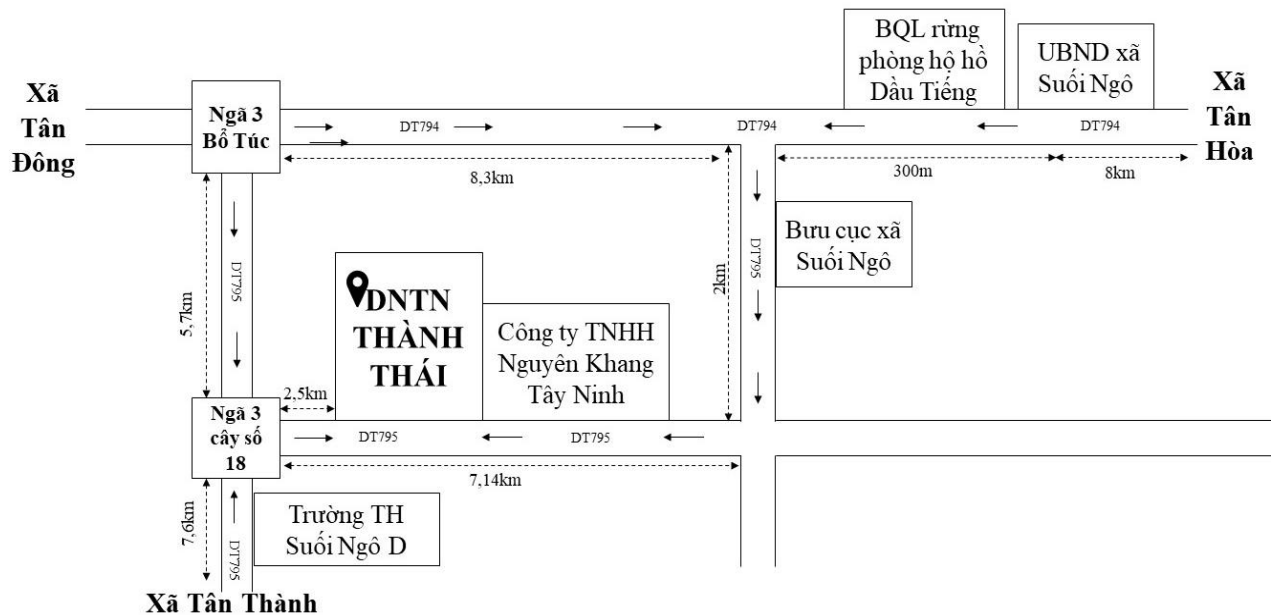 BQL rừng
phòng hộ hồ
Dầu Tiếng
UBND xã
Suối Ngô
Xã
Tân
Đông
Ngã 3
Bổ Túc
Xã
Tân
Hòa
DT794
DT794
DT794
8,3km
300m
8km
DT795
5,7km
2km
DT795
Bưu cục xã
Suối Ngô
DNTN
THÀNH
THÁI
Công ty TNHH
Nguyên Khang
Tây Ninh
2,5km
Ngã 3
cây số
18
DT795
DT795
7,14km
7,6km
DT795
Trường TH
Suối Ngô D
Xã Tân Thành